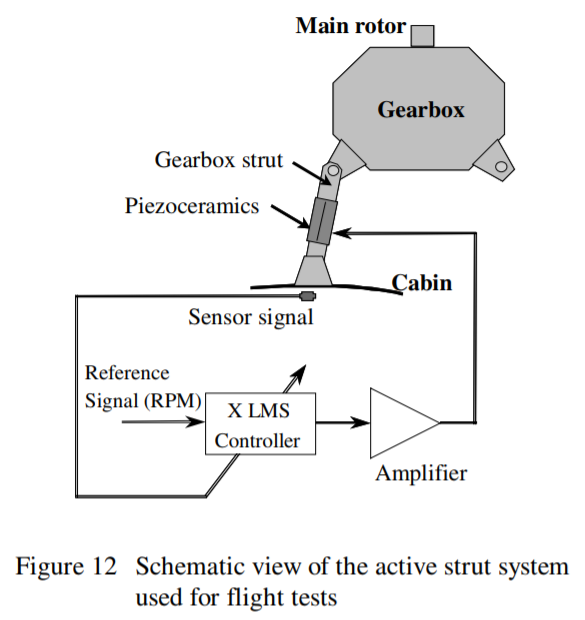 Main rotor
Gearbox
Gearbox strut
Piezoceramics
Cabin
Sensor signal
Reference
Signal (RPM)
X LMS
Controller
Amplifier
Figure 12 Schematic view of the active strut system
used for flight tests